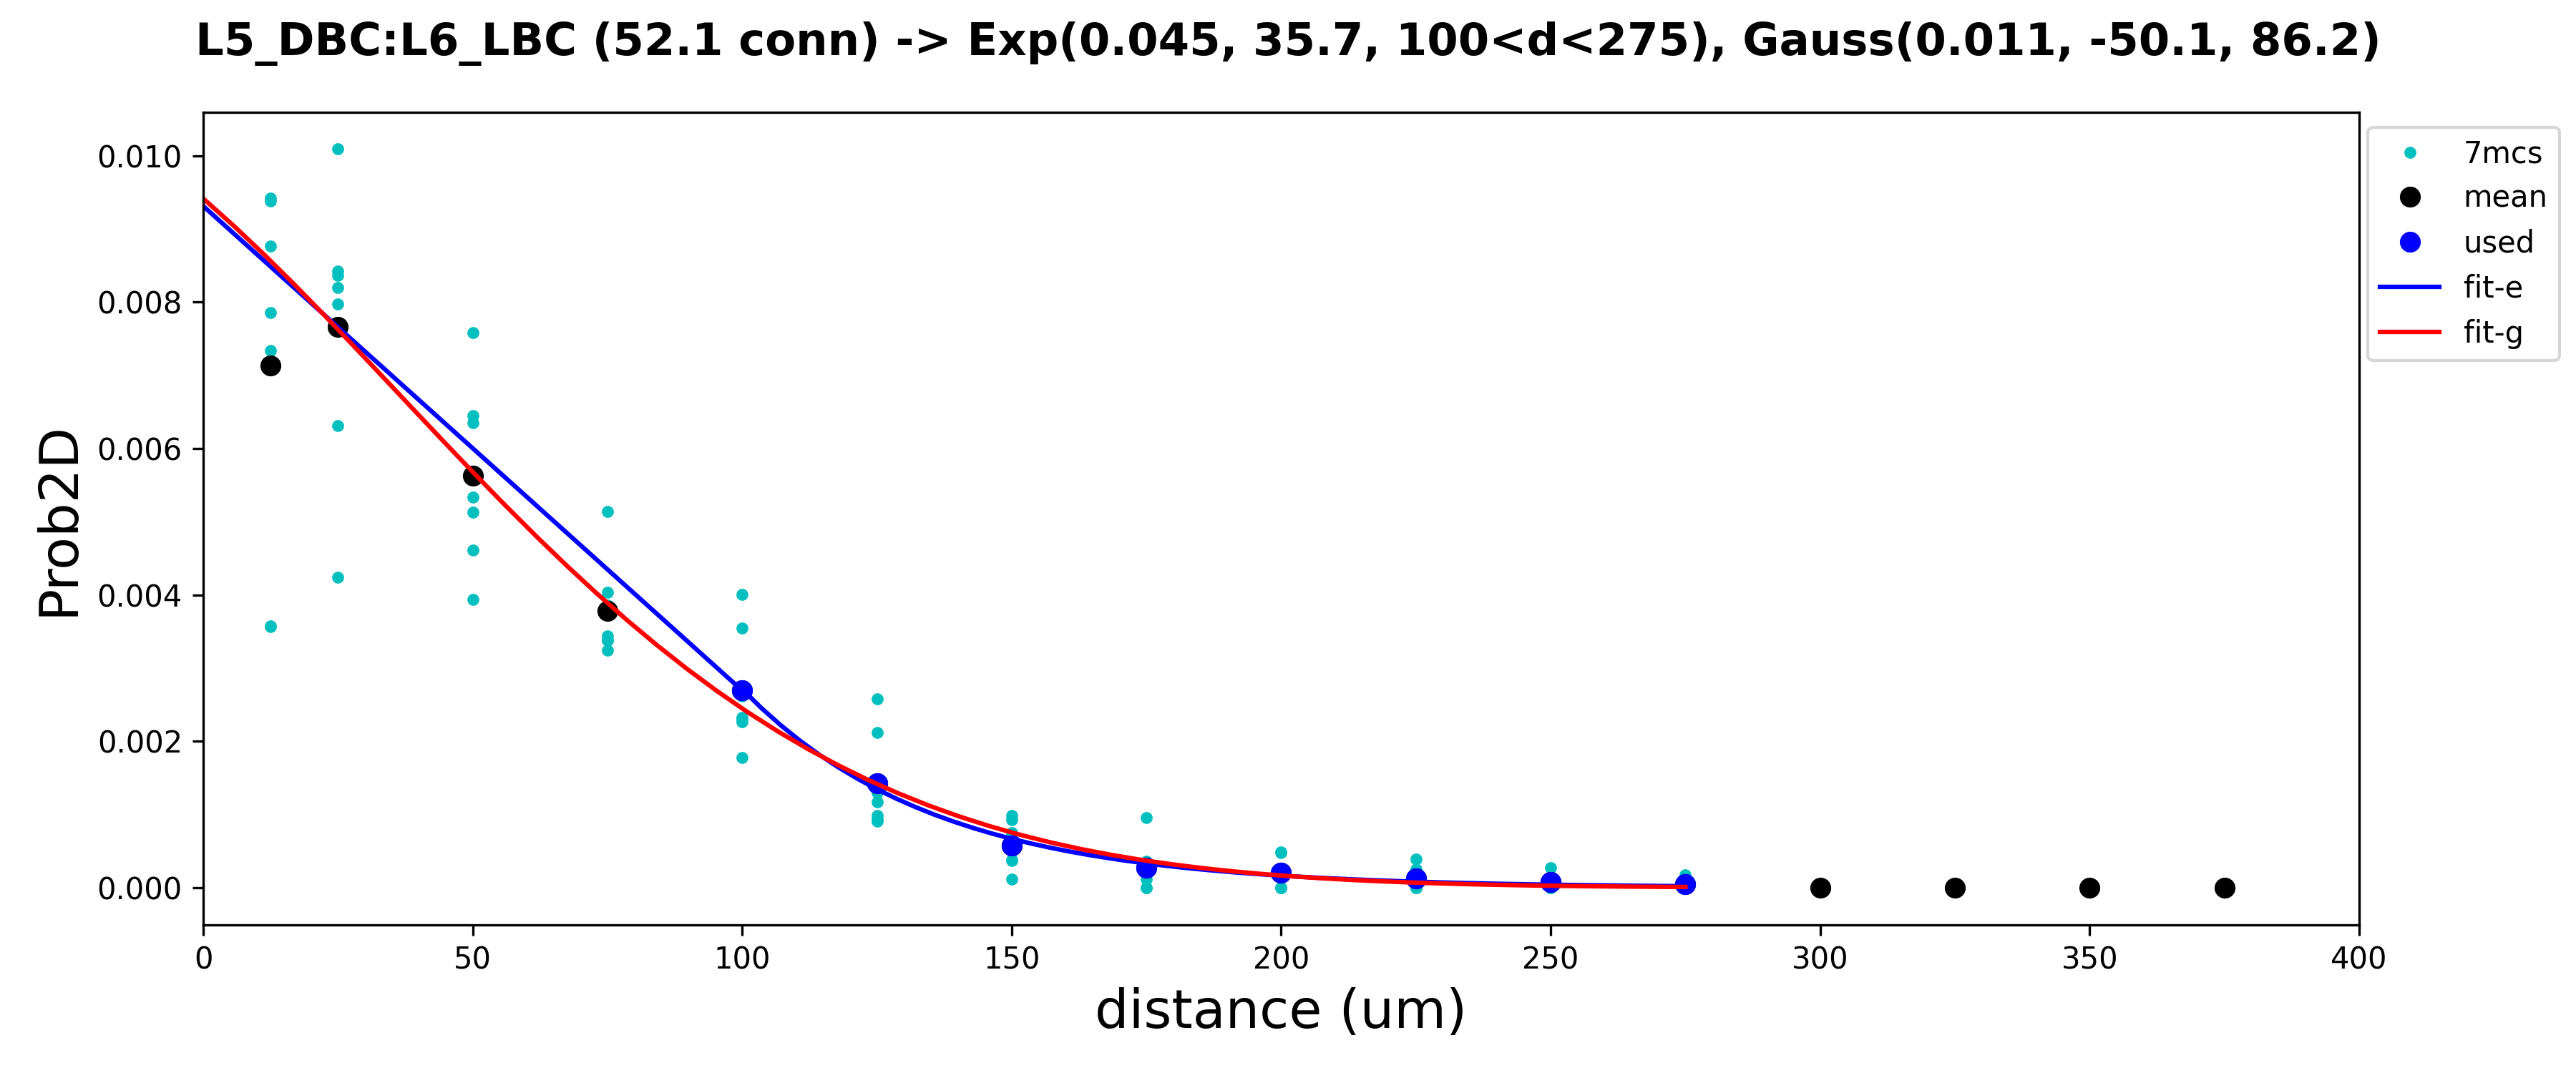 L5_DBC:L6_LBC (52.1 conn) -> Exp(0.045, 35.7, 100<d<275), Gauss(0.011, -50.1, 86.2)
0.010
0.008
0.006
0.004
0.002
0.000
Prob2D
0 50 100 150 200 250 300 350 400
distance (um)
7mcs
mean
used
fit-e
fit-g